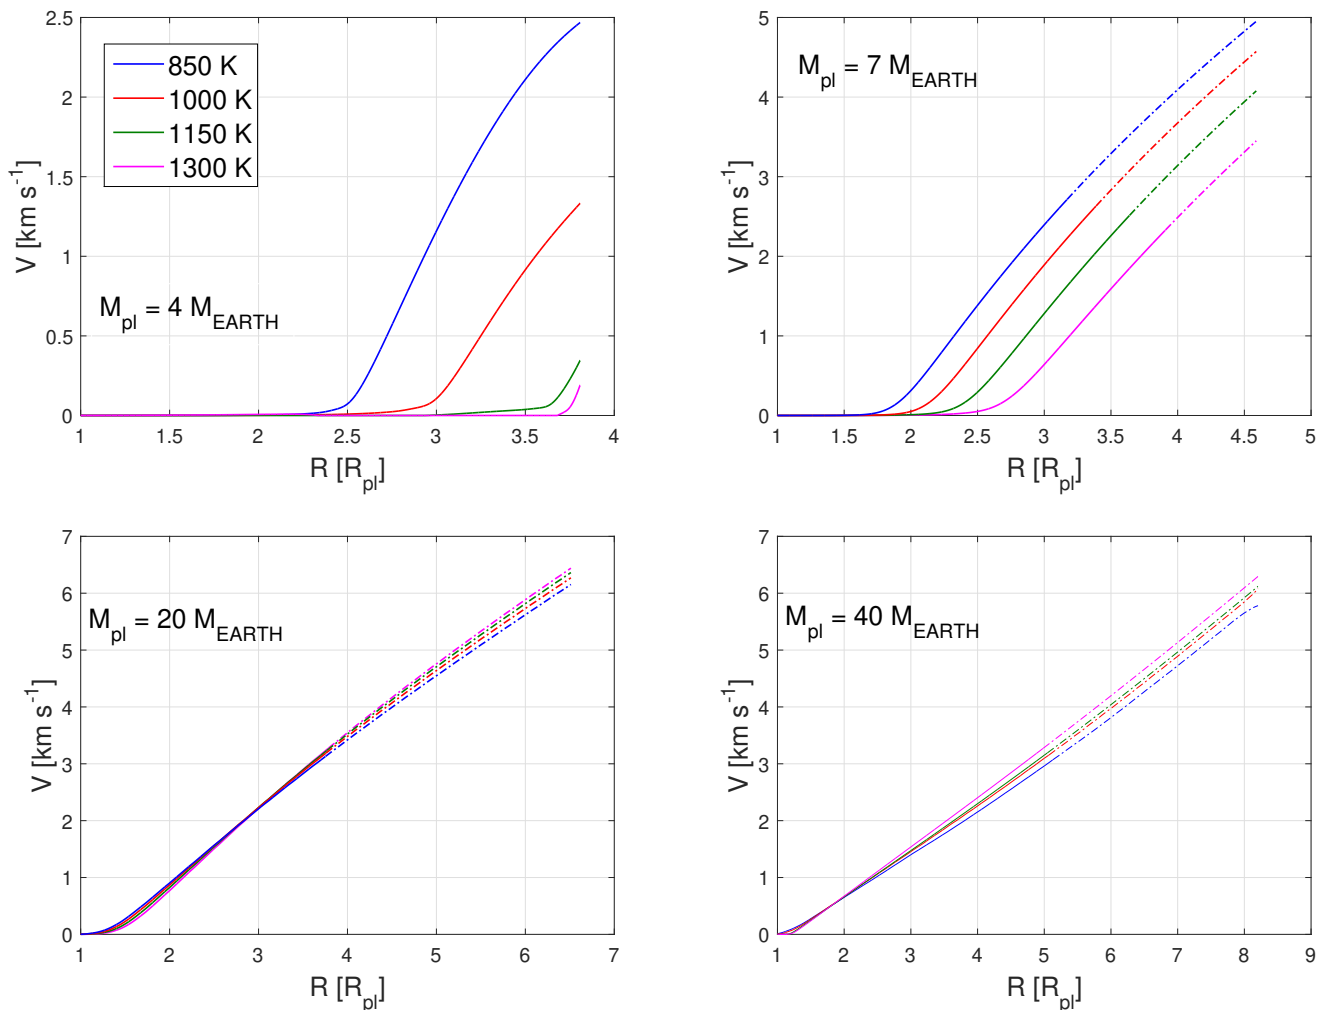 2.5
2
1.5
1
0.5
0
V [km s⁻¹]
850 K
1000 K
1150 K
1300 K
M_pl = 4 M_EARTH
1 1.5 2 2.5 3 3.5 4
R [R_pl]
5
4
3
2
1
0
V [km s⁻¹]
M_pl = 7 M_EARTH
1 1.5 2 2.5 3 3.5 4 4.5 5
R [R_pl]
7
6
5
4
3
2
1
0
V [km s⁻¹]
M_pl = 20 M_EARTH
1 2 3 4 5 6 7
R [R_pl]
7
6
5
4
3
2
1
0
V [km s⁻¹]
M_pl = 40 M_EARTH
1 2 3 4 5 6 7 8 9
R [R_pl]